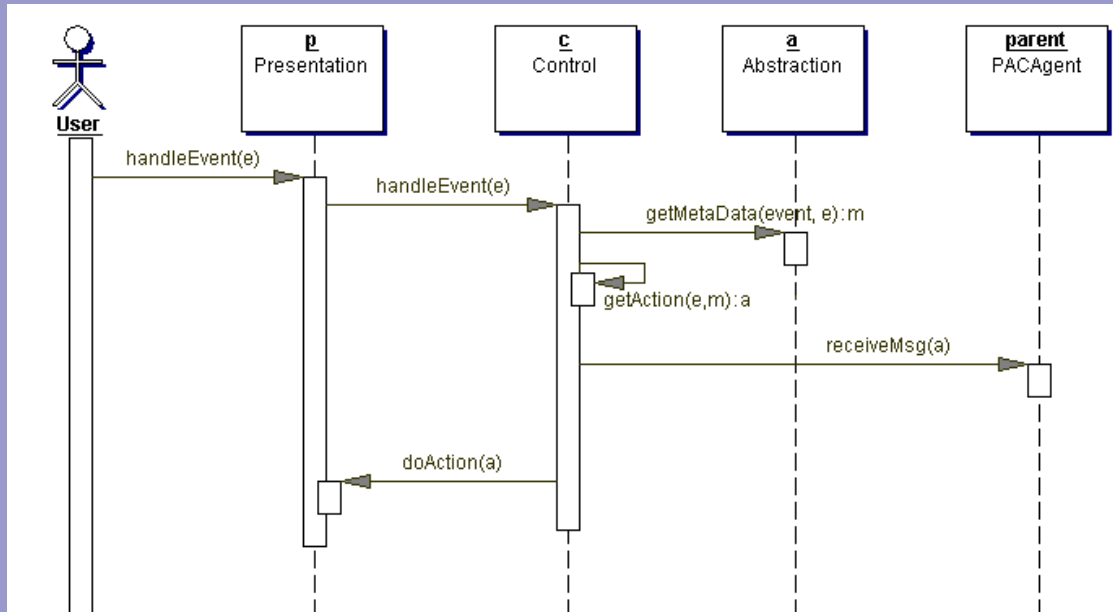 p
Presentation
c
Control
a
Abstraction
parent
PACAgent
User
handleEvent(e)
handleEvent(e)
getMetaData(event, e):m
getAction(e,m):a
receiveMsg(a)
doAction(a)